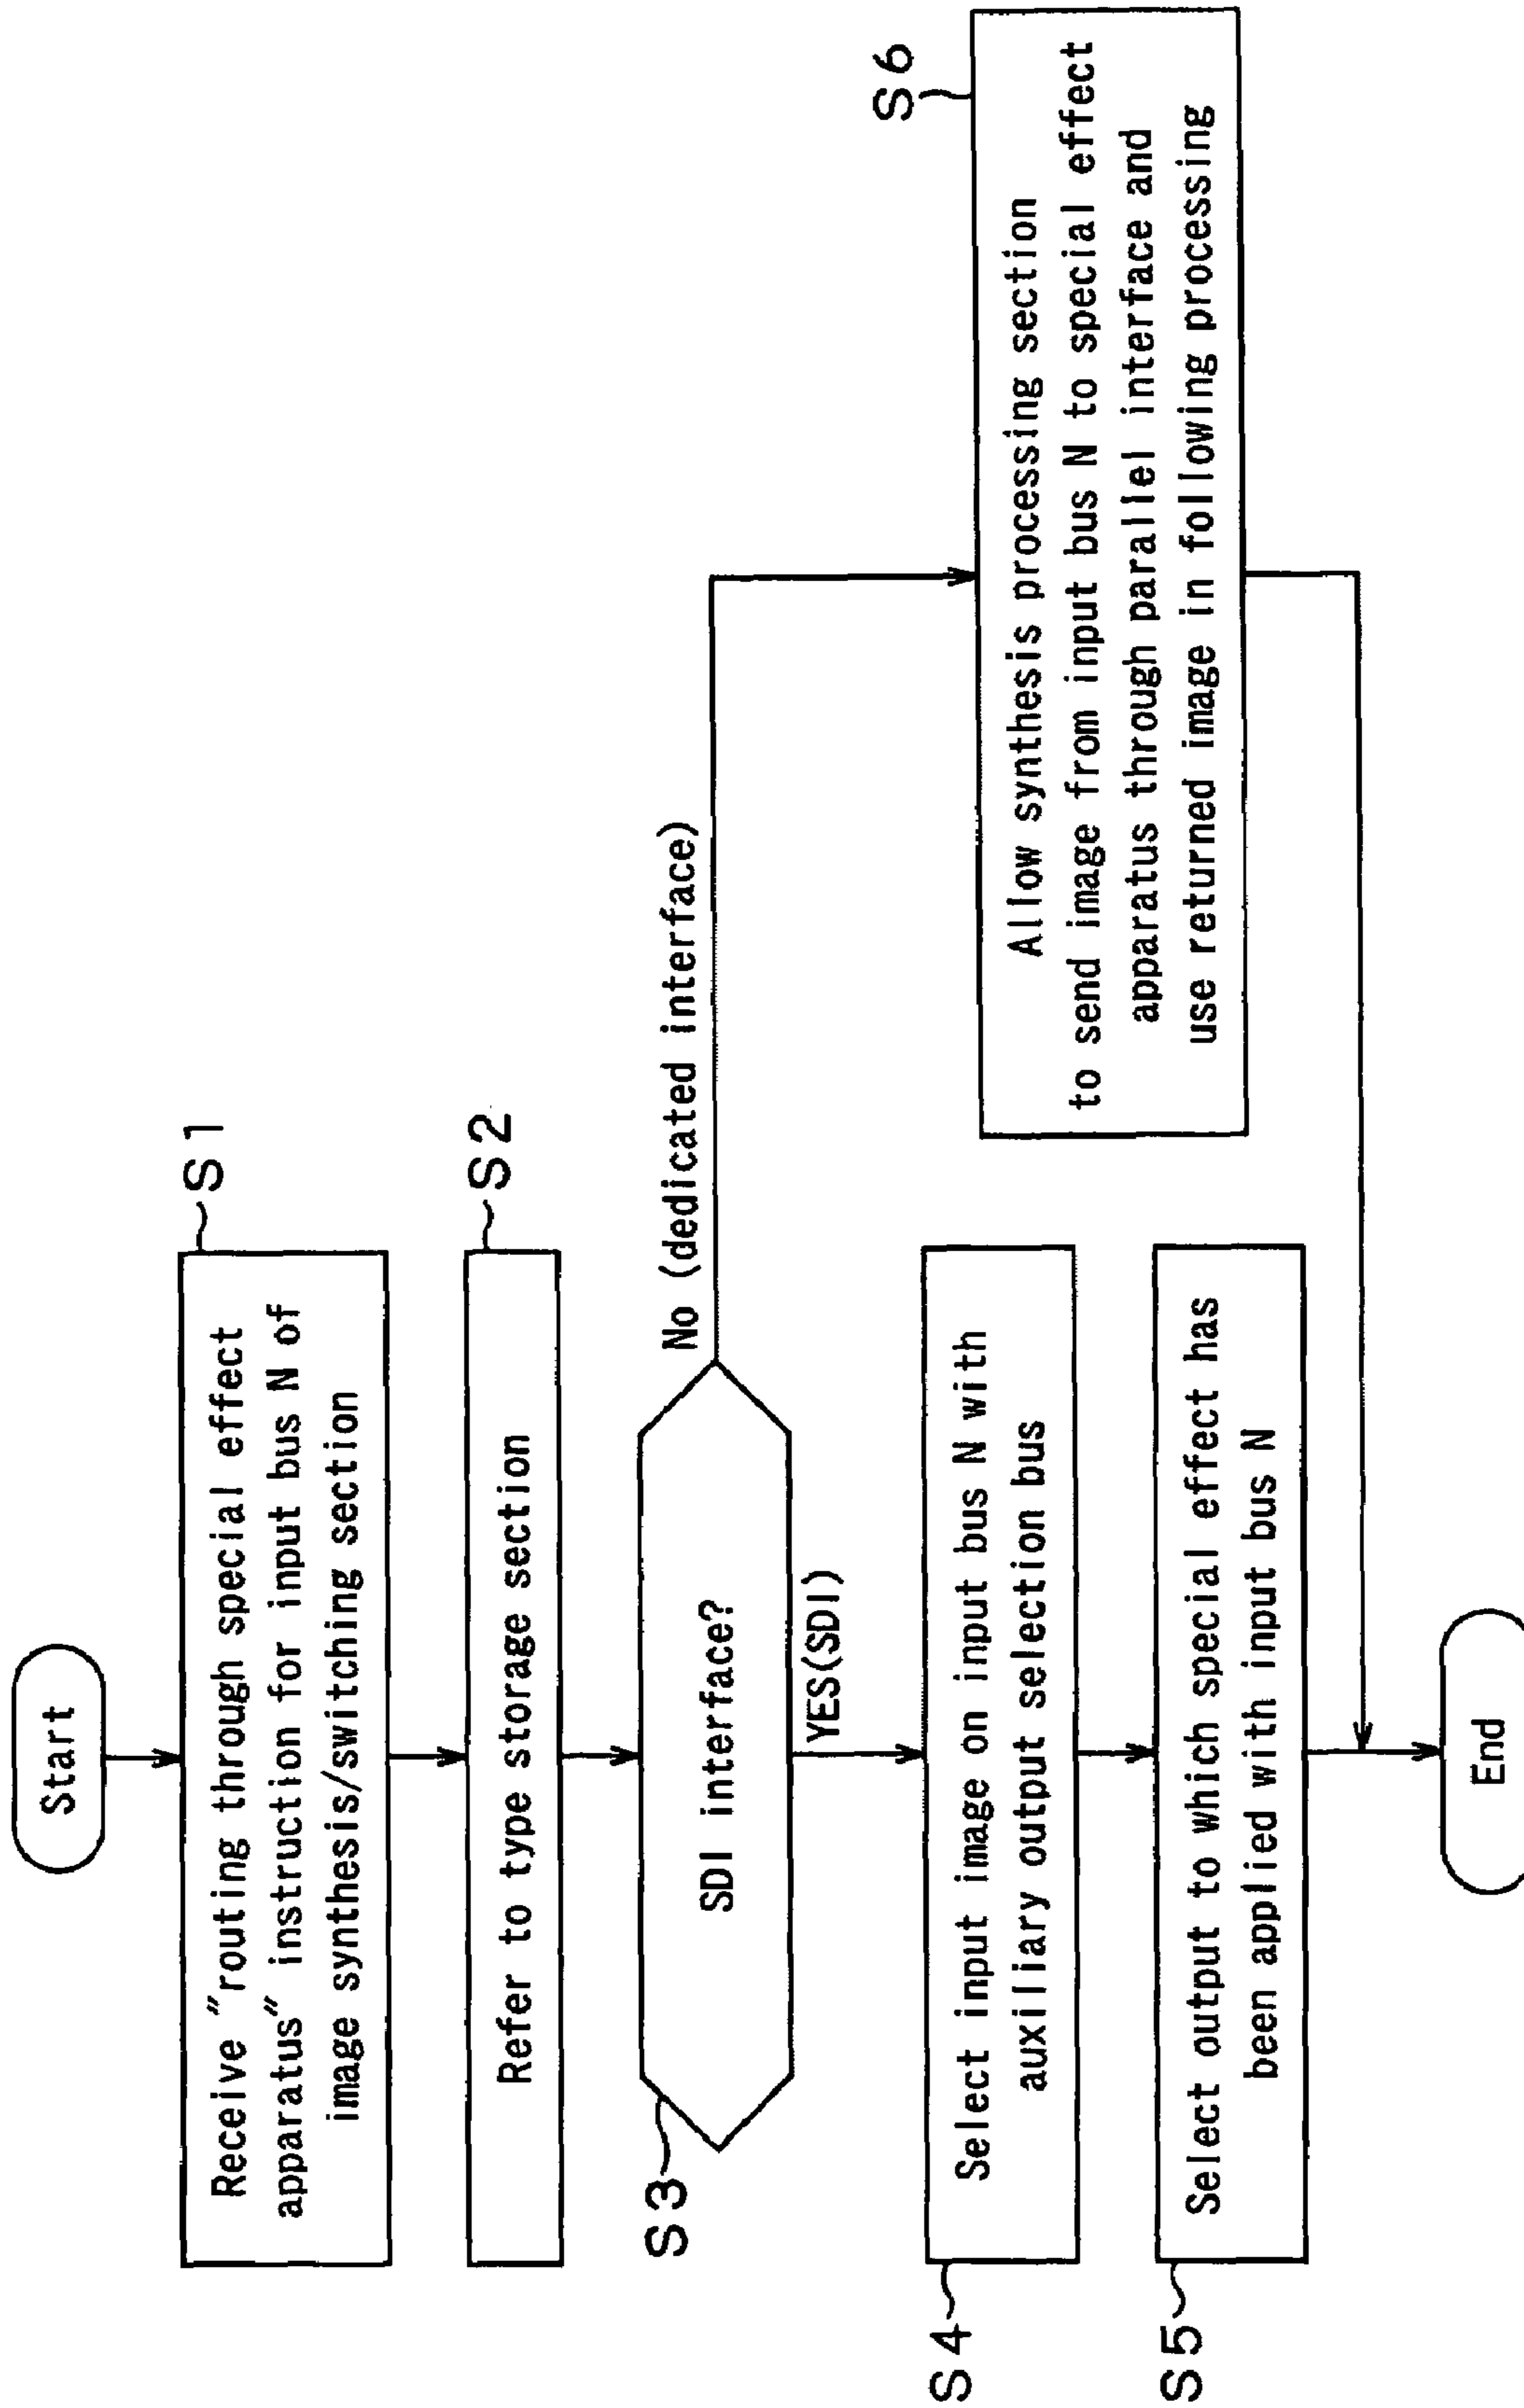 Start
S1
Receive "routing through special effect
apparatus" instruction for input bus N of
image synthesis/switching section
S2
Refer to type storage section
S3
SDI interface?
No (dedicated interface)
YES(SDI)
S4
Select input image on input bus N with
auxiliary output selection bus
S5
Select output to which special effect has
been applied with input bus N
S6
Allow synthesis processing section
to send image from input bus N to special effect
apparatus through parallel interface and
use returned image in following processing
End